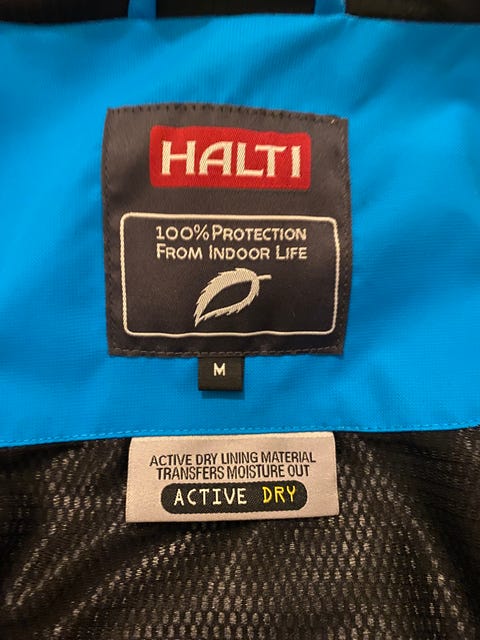 HALTI
100% PROTECTION
FROM INDOOR LIFE
M
ACTIVE DRY LINING MATERIAL
TRANSFERS MOISTURE OUT
ACTIVE DRY